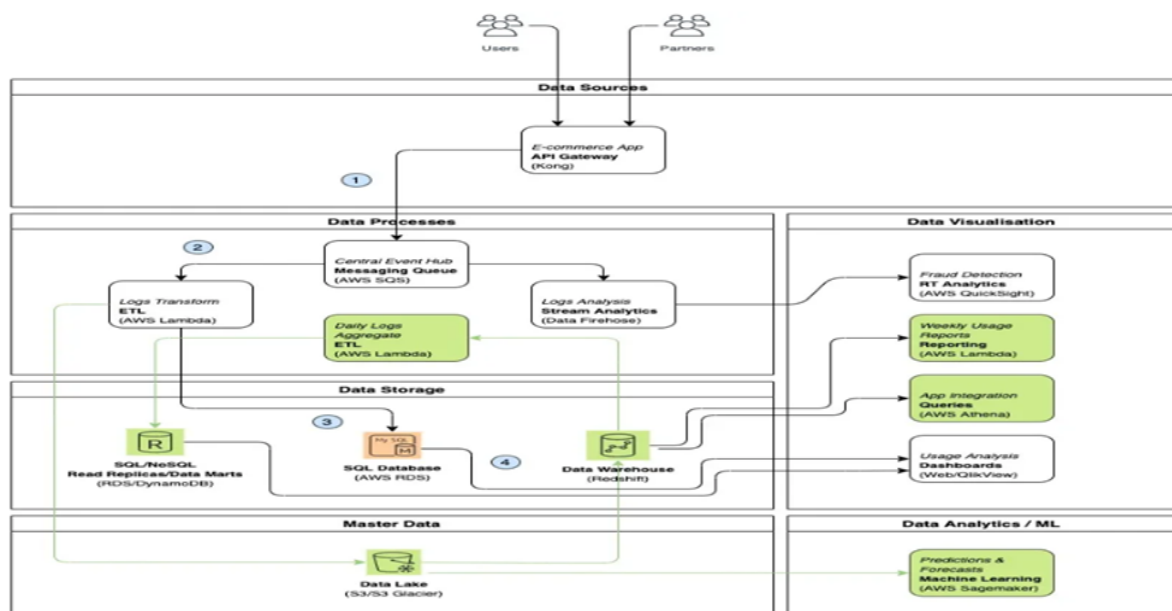 Users
Partners
Data Sources
E-commerce App
API Gateway
(Kong)
1
Data Processes
Data Visualisation
2
Central Event Hub
Messaging Queue
(AWS SQS)
Logs Transform
ETL
(AWS Lambda)
Logs Analysis
Stream Analytics
(Data Firehose)
Fraud Detection
RT Analytics
(AWS QuickSight)
Daily Logs
Aggregate
ETL
(AWS Lambda)
Weekly Usage
Reports
Reporting
(AWS Lambda)
Data Storage
App Integration
Queries
(AWS Athena)
3
My SQL
M
R
4
SQL/NoSQL
Read Replicas/Data Marts
(RDS/DynamoDB)
SQL Database
(AWS RDS)
Data Warehouse
(Redshift)
Usage Analysis
Dashboards
(Web/QlikView)
Master Data
Data Analytics / ML
Data Lake
(S3/S3 Glacier)
Predictions &
Forecasts
Machine Learning
(AWS Sagemaker)